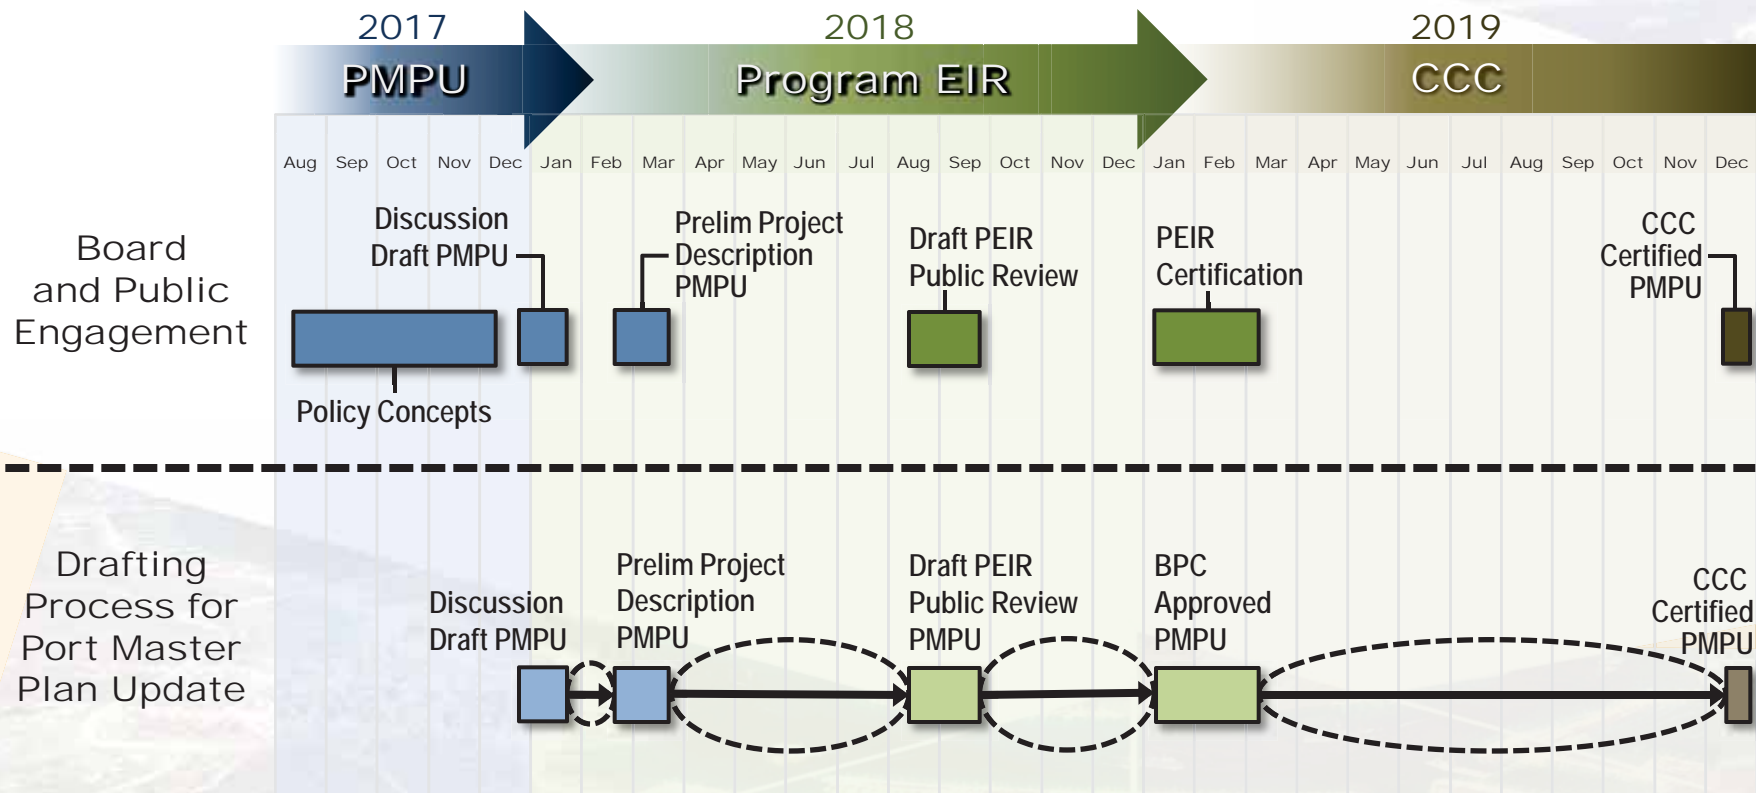 2017
2018
2019
PMPU
Program EIR
CCC
Aug Sep Oct Nov Dec Jan Feb Mar Apr May Jun Jul Aug Sep Oct Nov Dec Jan Feb Mar Apr May Jun Jul Aug Sep Oct Nov Dec
Board
and Public
Engagement
Discussion
Draft PMPU
Prelim Project
Description
PMPU
Draft PEIR
Public Review
PEIR
Certification
CCC
Certified
PMPU
Policy Concepts
Drafting
Process for
Port Master
Plan Update
Discussion
Draft PMPU
Prelim Project
Description
PMPU
Draft PEIR
Public Review
PMPU
BPC
Approved
PMPU
CCC
Certified
PMPU